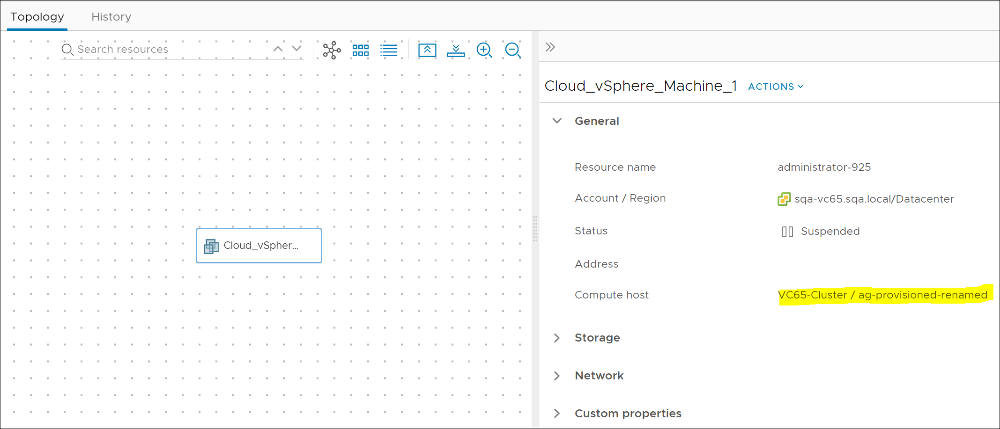 Topology History
Search resources
Cloud_vSpher...
Cloud_vSphere_Machine_1 ACTIONS
General
Resource name administrator-925
Account / Region sqa-vc65.sqa.local/Datacenter
Status Suspended
Address
Compute host VC65-Cluster / ag-provisioned-renamed
Storage
Network
Custom properties